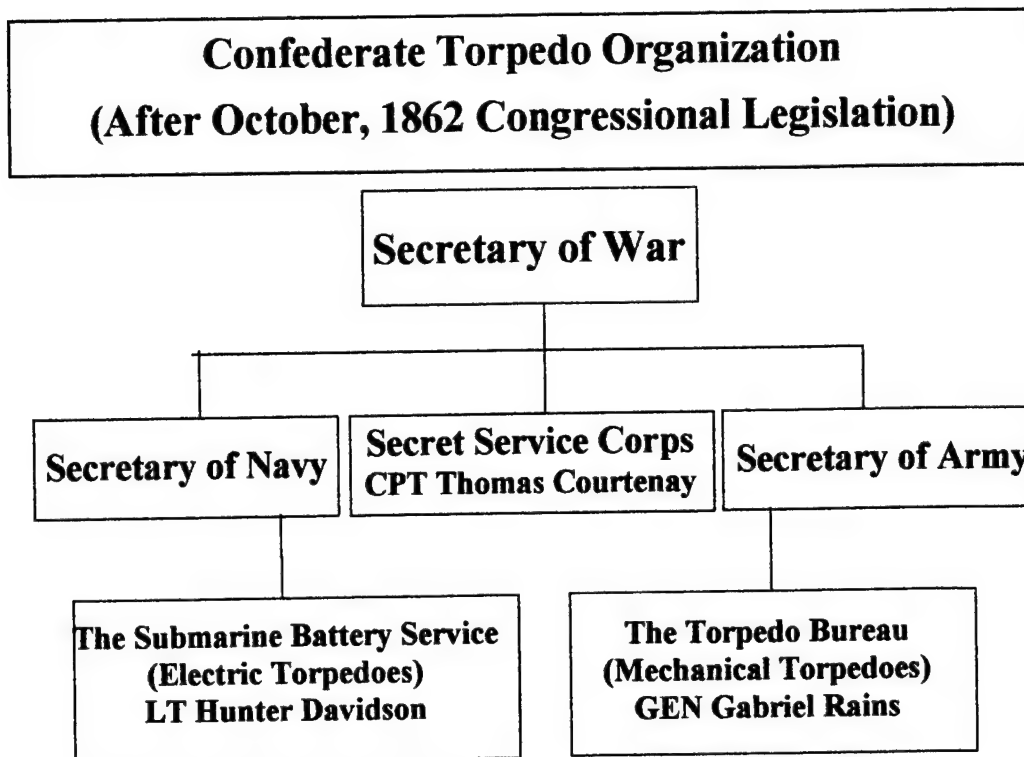 Confederate Torpedo Organization
(After October, 1862 Congressional Legislation)
Secretary of War
Secretary of Navy
Secret Service Corps
CPT Thomas Courtenay
Secretary of Army
The Submarine Battery Service
(Electric Torpedoes)
LT Hunter Davidson
The Torpedo Bureau
(Mechanical Torpedoes)
GEN Gabriel Rains